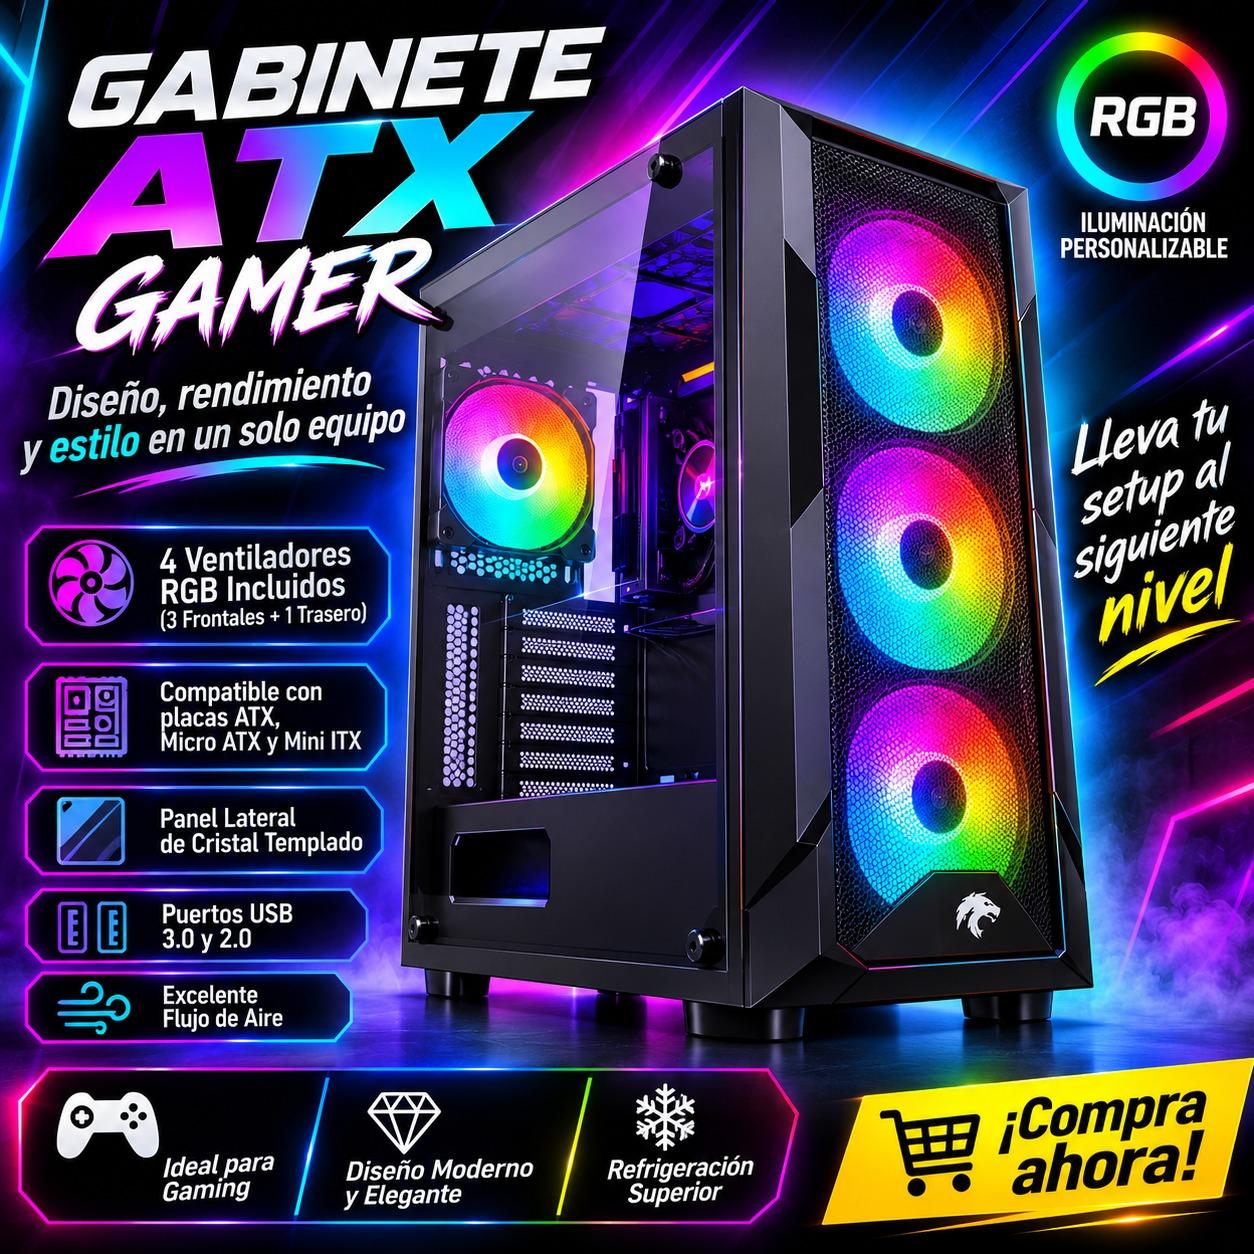 GABINETE
ATX
GAMER
Diseño, rendimiento
y estilo en un solo equipo
RGB
ILUMINACIÓN
PERSONALIZABLE
Lleva tu
setup al
siguiente
nivel
4 Ventiladores
RGB Incluidos
(3 Frontales + 1 Trasero)
Compatible con
placas ATX,
Micro ATX y Mini ITX
Panel Lateral
de Cristal Templado
Puertos USB
3.0 y 2.0
Excelente
Flujo de Aire
Ideal para
Gaming
Diseño Moderno
y Elegante
Refrigeración
Superior
¡Compra
ahora!